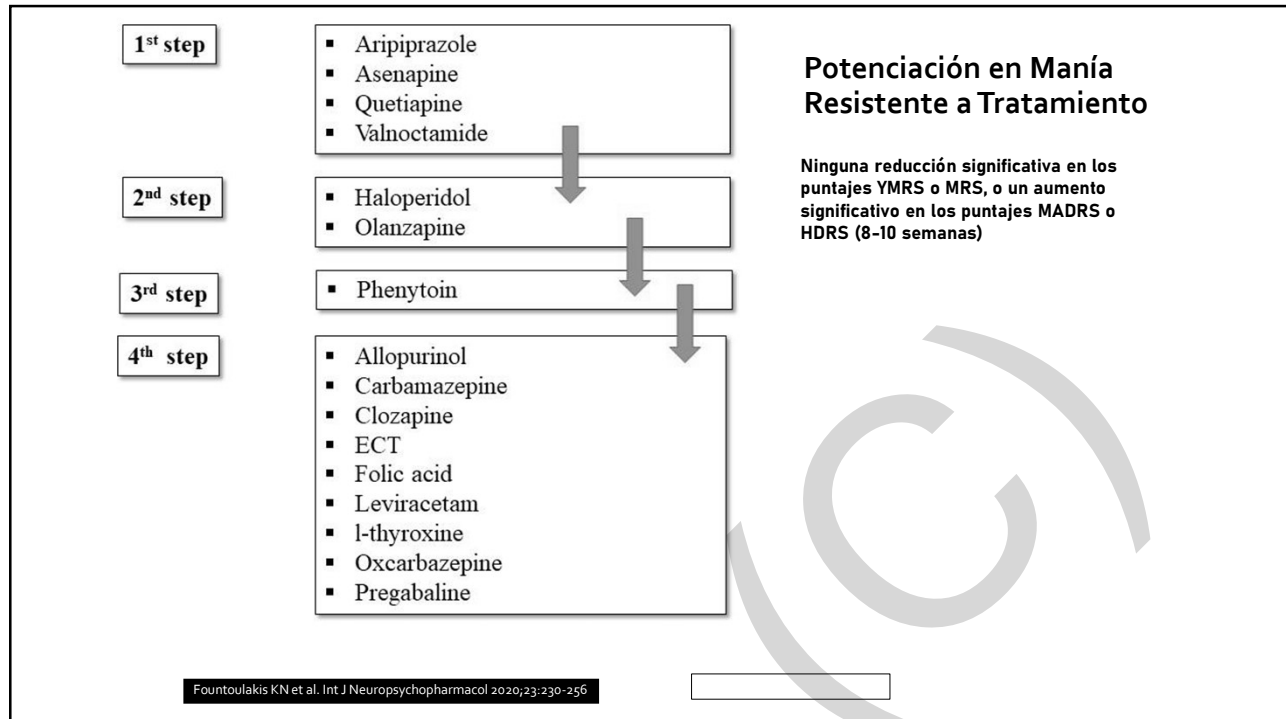 1st step
▪ Aripiprazole
▪ Asenapine
▪ Quetiapine
▪ Valnoctamide
2nd step
▪ Haloperidol
▪ Olanzapine
3rd step
▪ Phenytoin
4th step
▪ Allopurinol
▪ Carbamazepine
▪ Clozapine
▪ ECT
▪ Folic acid
▪ Leviracetam
▪ l-thyroxine
▪ Oxcarbazepine
▪ Pregabaline
Potenciación en Manía
Resistente a Tratamiento
Ninguna reducción significativa en los
puntajes YMRS o MRS, o un aumento
significativo en los puntajes MADRS o
HDRS (8-10 semanas)
(C)
Fountoulakis KN et al. Int J Neuropsychopharmacol 2020;23:230-256